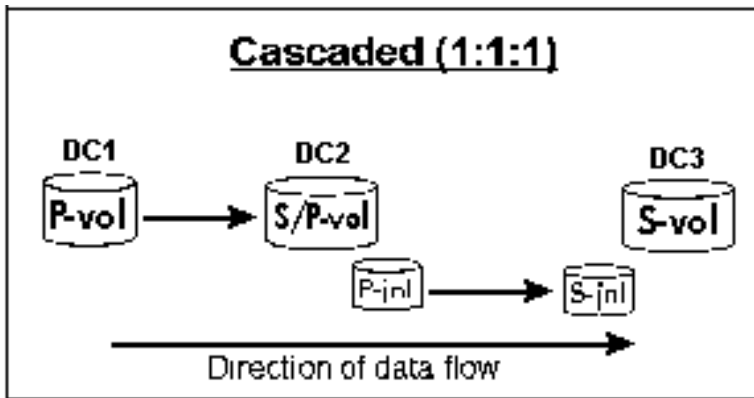 Cascaded (1:1:1)
DC1
DC2
DC3
P-vol
S/P-vol
S-vol
P-jnl
S-jnl
Direction of data flow